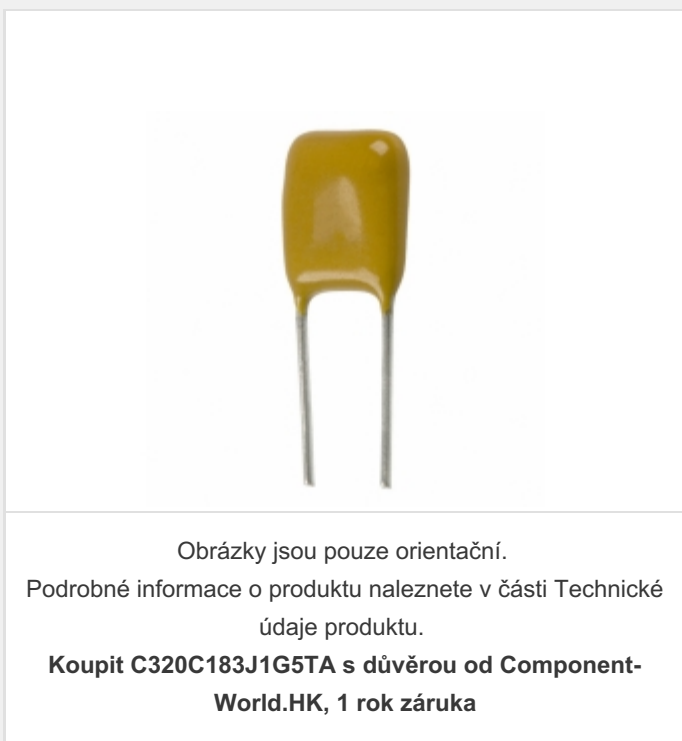 Obrázky jsou pouze orientační.
Podrobné informace o produktu naleznete v části Technické
údaje produktu.
Koupit C320C183J1G5TA s důvěrou od Component-
World.HK, 1 rok záruka